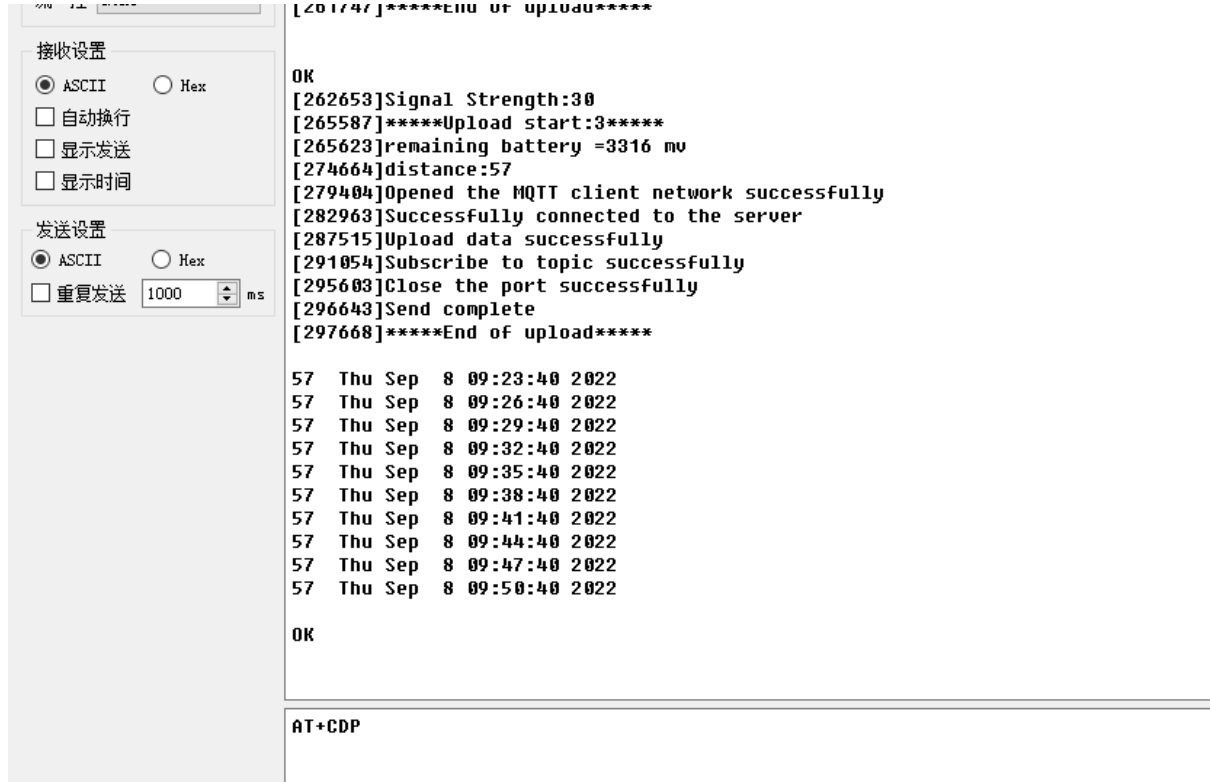 接收设置
ASCII
Hex
自动换行
显示发送
显示时间
发送设置
ASCII
Hex
重复发送 1000 ms
[261747]*****End of upload*****
OK
[262653]Signal Strength:30
[265587]*****Upload start:3*****
[265623]remaining battery =3316 mv
[274664]distance:57
[279404]Opened the MQTT client network successfully
[282963]Successfully connected to the server
[287515]Upload data successfully
[291054]Subscribe to topic successfully
[295603]Close the port successfully
[296643]Send complete
[297668]*****End of upload*****
57  Thu Sep  8 09:23:40 2022
57  Thu Sep  8 09:26:40 2022
57  Thu Sep  8 09:29:40 2022
57  Thu Sep  8 09:32:40 2022
57  Thu Sep  8 09:35:40 2022
57  Thu Sep  8 09:38:40 2022
57  Thu Sep  8 09:41:40 2022
57  Thu Sep  8 09:44:40 2022
57  Thu Sep  8 09:47:40 2022
57  Thu Sep  8 09:50:40 2022
OK
AT+CDP